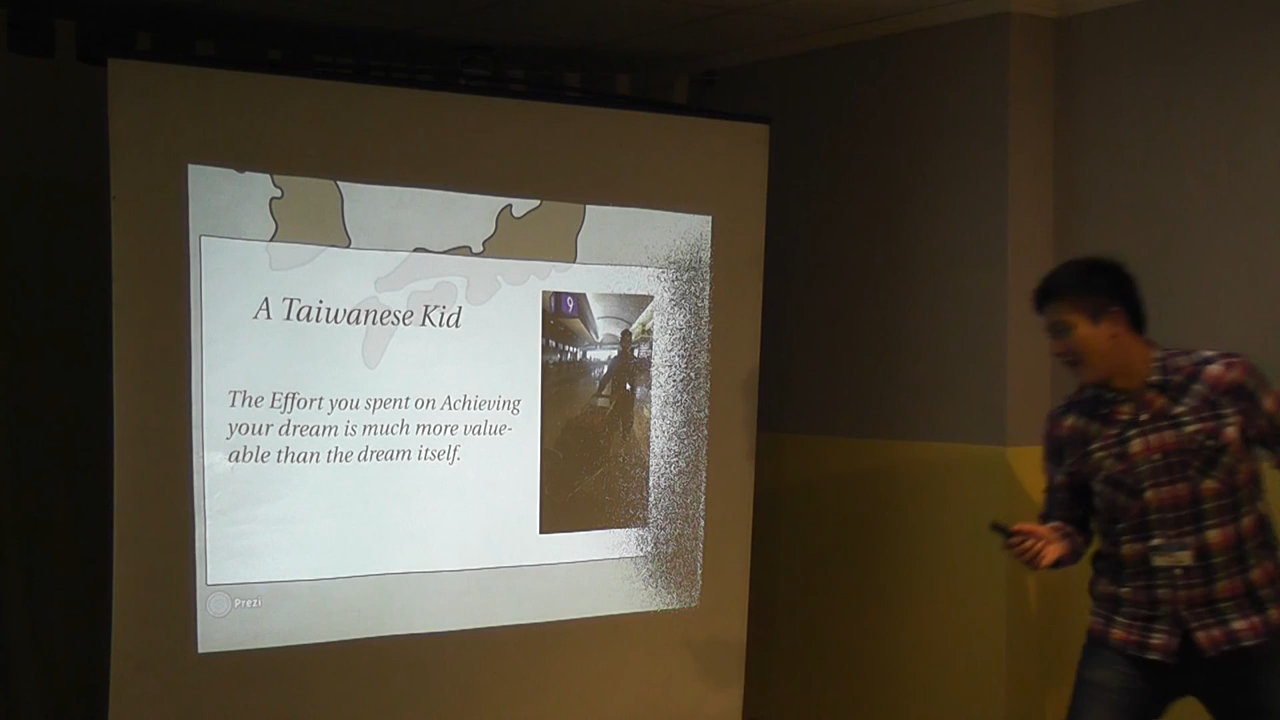 9
A Taiwanese Kid
The Effort you spent on Achieving
your dream is much more value-
able than the dream itself.
Prezi